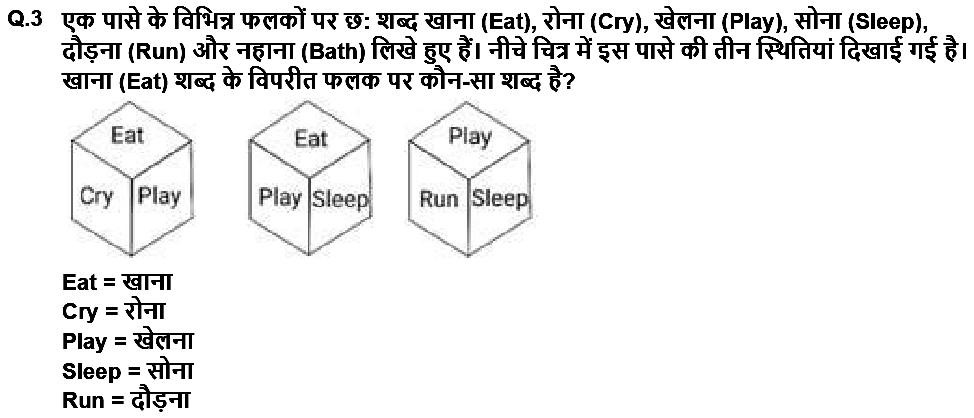 Q.3 एक पासे के विभिन्न फलकों पर छ: शब्द खाना (Eat), रोना (Cry), खेलना (Play), सोना (Sleep),
दौड़ना (Run) और नहाना (Bath) लिखे हुए हैं। नीचे चित्र में इस पासे की तीन स्थितियां दिखाई गई है।
खाना (Eat) शब्द के विपरीत फलक पर कौन-सा शब्द है?
Eat Eat Play
Cry Play Play Sleep Run Sleep
Eat = खाना
Cry = रोना
Play = खेलना
Sleep = सोना
Run = दौड़ना